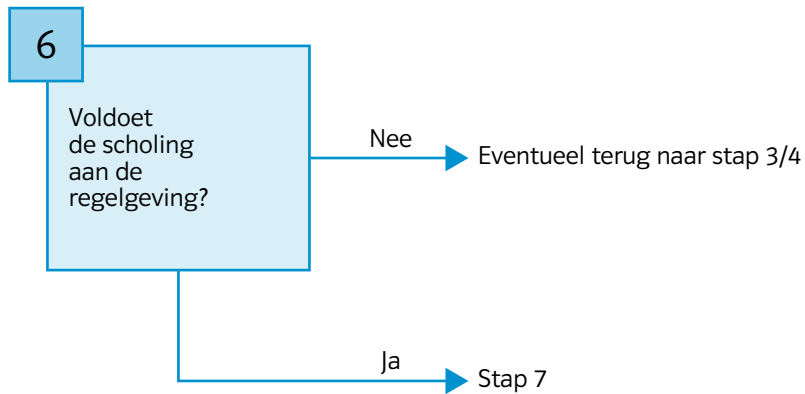 6
Voldoet
de scholing
aan de
regelgeving?
Nee
Eventueel terug naar stap 3/4
Ja
Stap 7